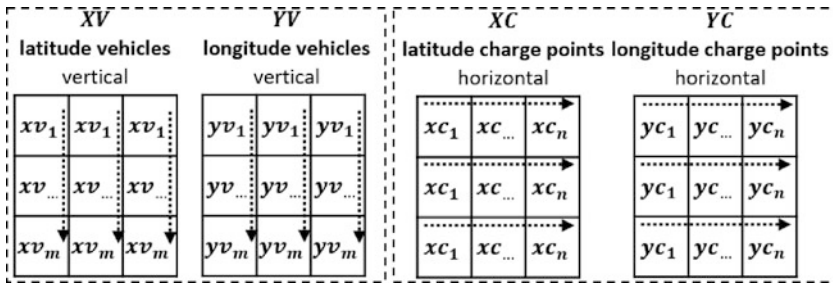 XV YV XC YC
latitude vehicles longitude vehicles latitude charge points longitude charge points
vertical vertical horizontal horizontal
xv₁ xv₁ xv₁ yv₁ yv₁ yv₁ xc₁ xc... xcₙ yc₁ yc... ycₙ
xv... xv... xv... yv... yv... yv... xc₁ xc... xcₙ yc₁ yc... ycₙ
xvₘ xvₘ xvₘ yvₘ yvₘ yvₘ xc₁ xc... xcₙ yc₁ yc... ycₙ